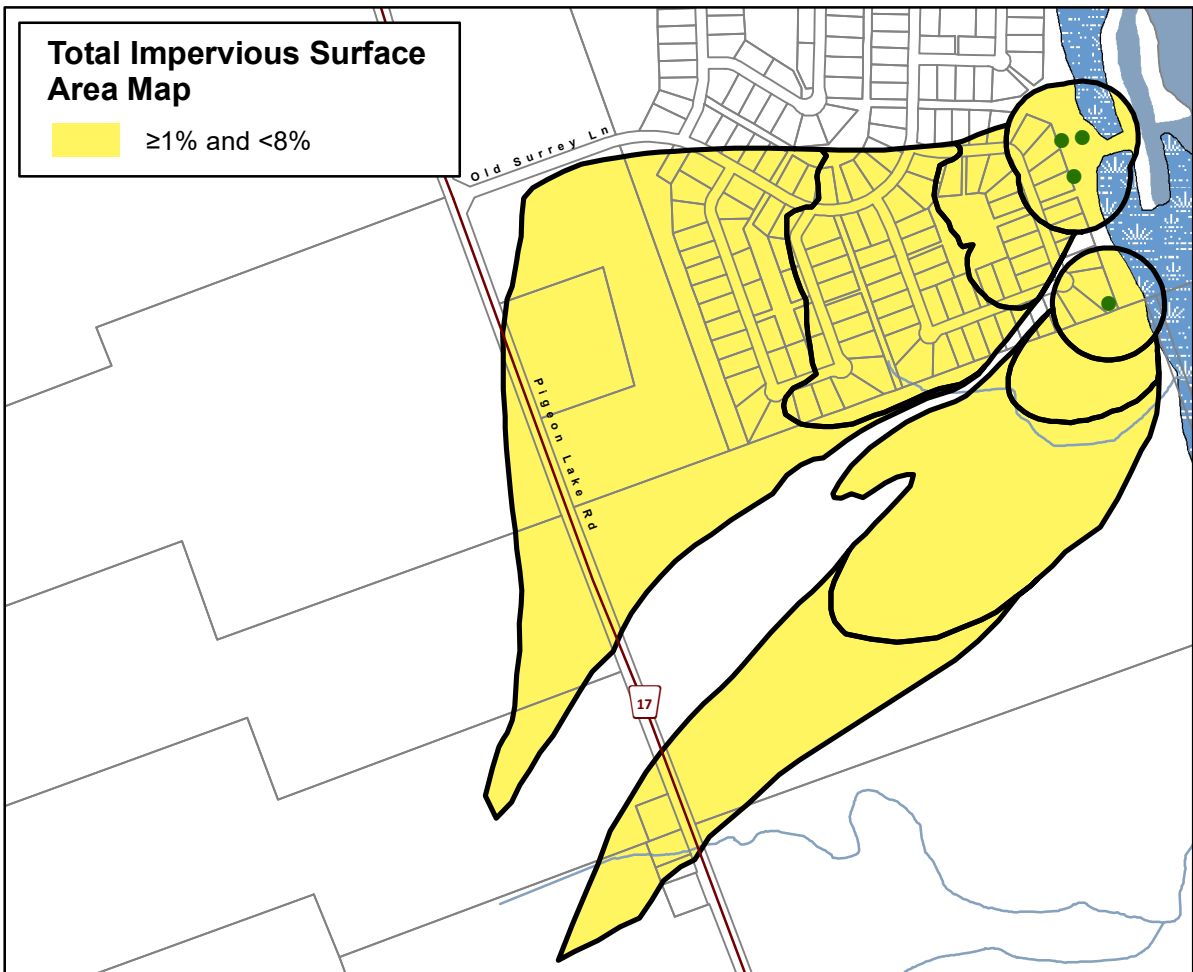 Total Impervious Surface
Area Map
≥1% and <8%
Old Surrey Ln
Pigeon Lake Rd
17